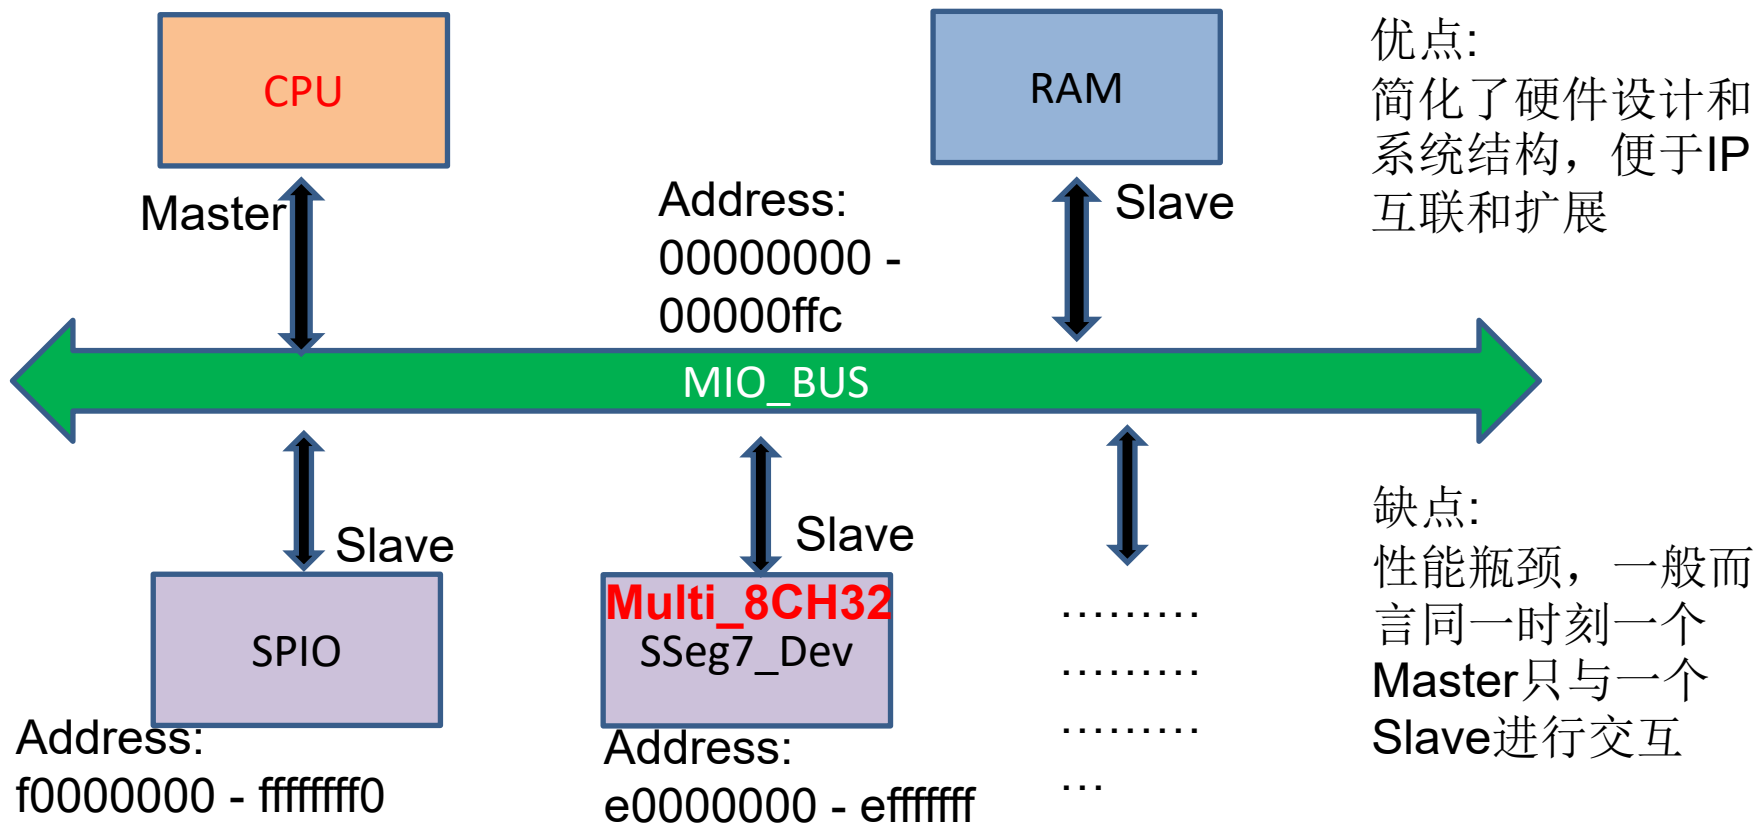 CPU
RAM
优点:
简化了硬件设计和
系统结构，便于IP
互联和扩展
Master
Address:
00000000 -
00000ffc
Slave
MIO_BUS
Slave
Slave
缺点:
性能瓶颈，一般而
言同一时刻一个
Master只与一个
Slave进行交互
SPIO
Multi_8CH32
SSeg7_Dev
………
………
………
…
Address:
f0000000 - ffffffff0
Address:
e0000000 - efffffff